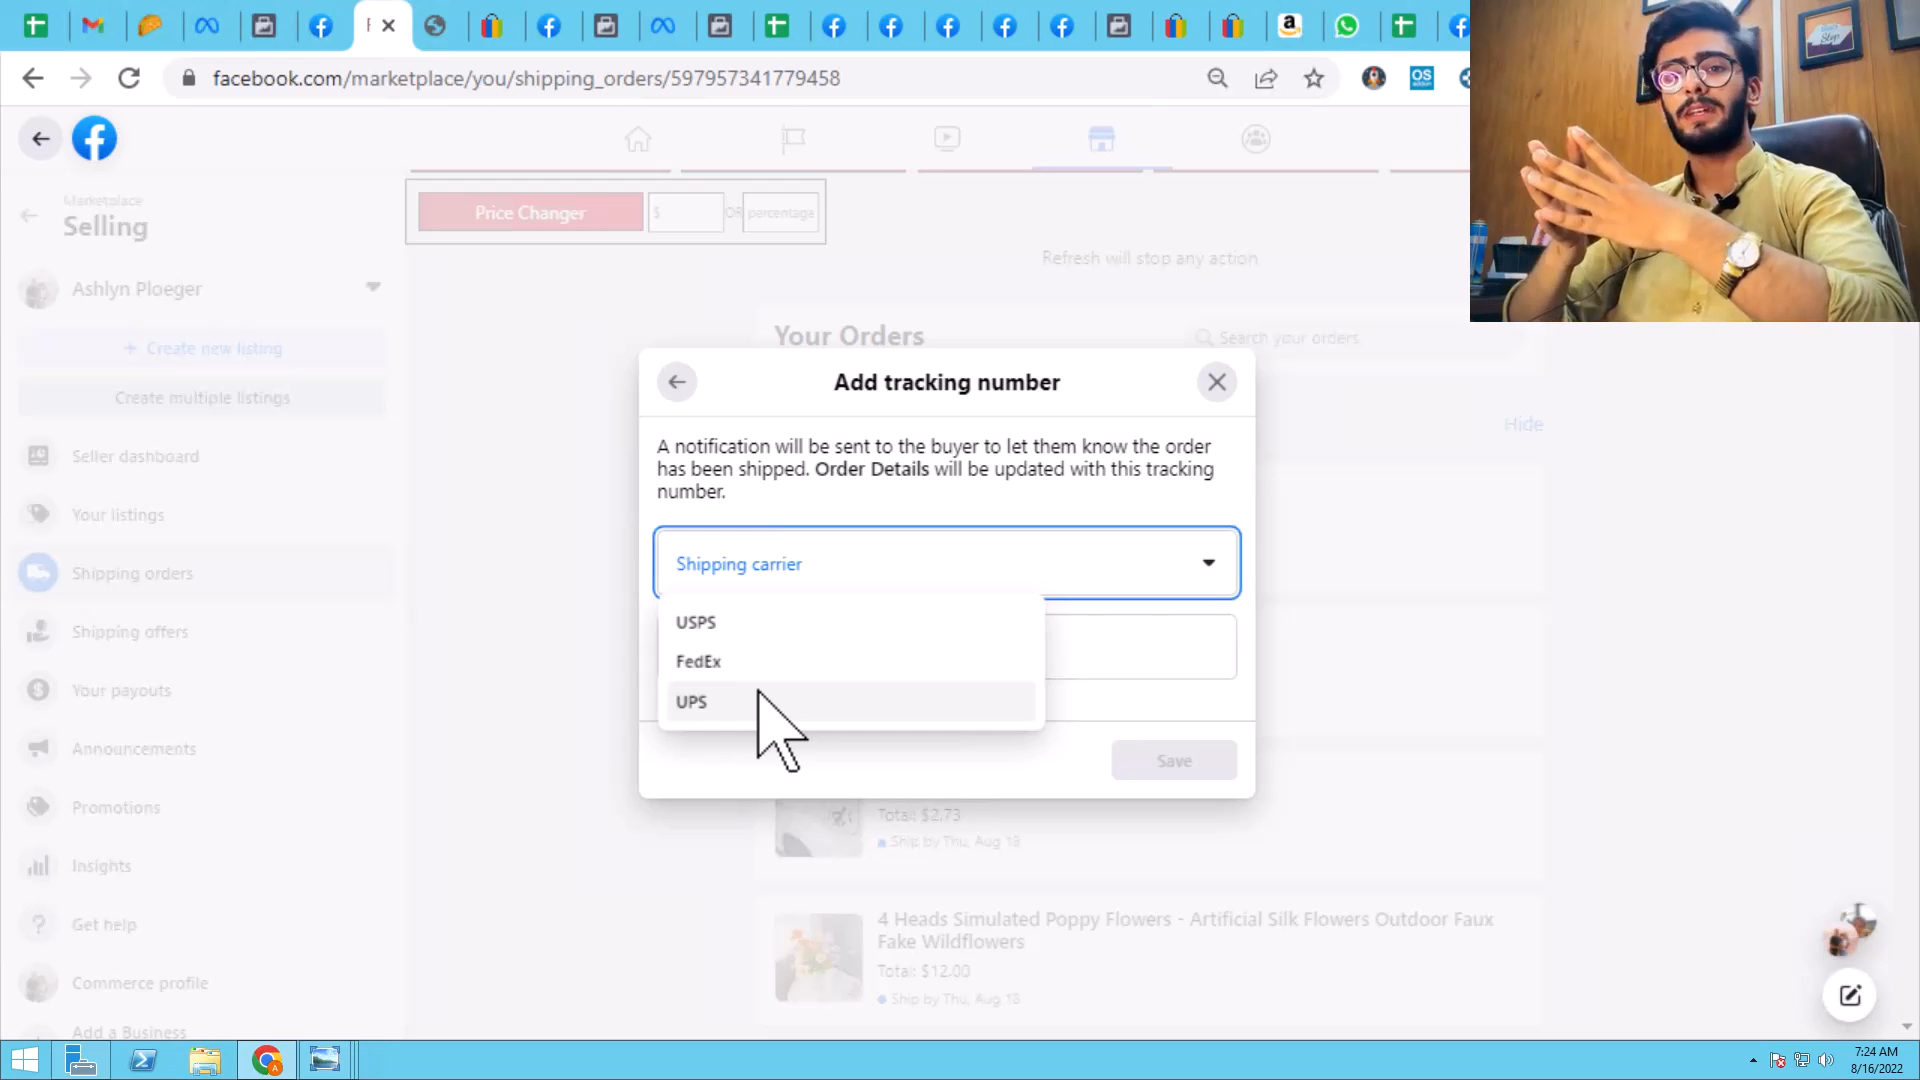 facebook.com/marketplace/you/shipping_orders/597957341779458
OS
Marketplace
Selling
Price Changer
$
OR
percentage
Refresh will stop any action
Ashlyn Ploeger
+ Create new listing
Create multiple listings
Seller dashboard
Your listings
Shipping orders
Shipping offers
Your payouts
Announcements
Promotions
Insights
Get help
Commerce profile
Add a Business
Your Orders
Search your orders
Hide
Add tracking number
A notification will be sent to the buyer to let them know the order
has been shipped. Order Details will be updated with this tracking
number.
Shipping carrier
USPS
FedEx
UPS
Save
Total: $2.73
Ship by Thu, Aug 18
4 Heads Simulated Poppy Flowers - Artificial Silk Flowers Outdoor Faux
Fake Wildflowers
Total: $12.00
Ship by Thu, Aug 18
7:24 AM
8/16/2022